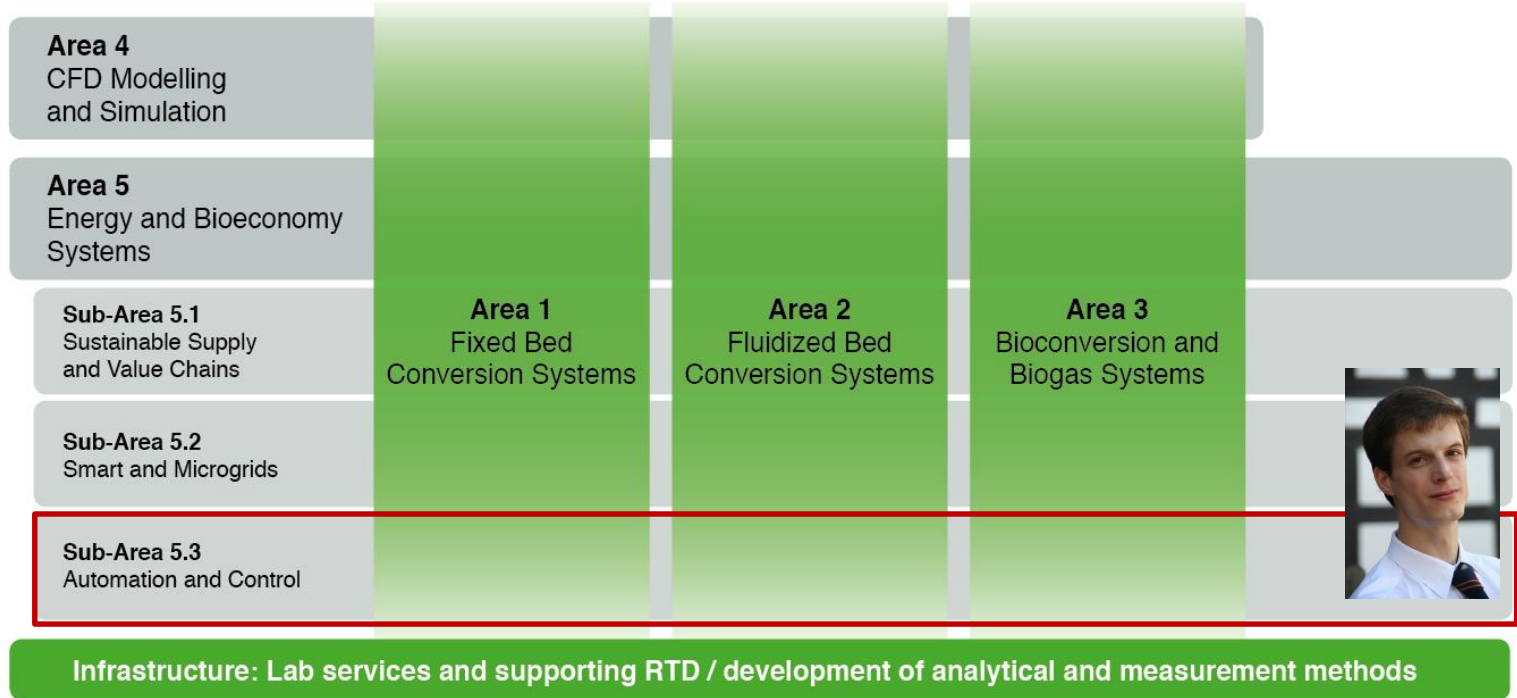 Area 4
CFD Modelling
and Simulation
Area 5
Energy and Bioeconomy
Systems
Sub-Area 5.1
Sustainable Supply
and Value Chains
Sub-Area 5.2
Smart and Microgrids
Sub-Area 5.3
Automation and Control
Area 1
Fixed Bed
Conversion Systems
Area 2
Fluidized Bed
Conversion Systems
Area 3
Bioconversion and
Biogas Systems
Infrastructure: Lab services and supporting RTD / development of analytical and measurement methods